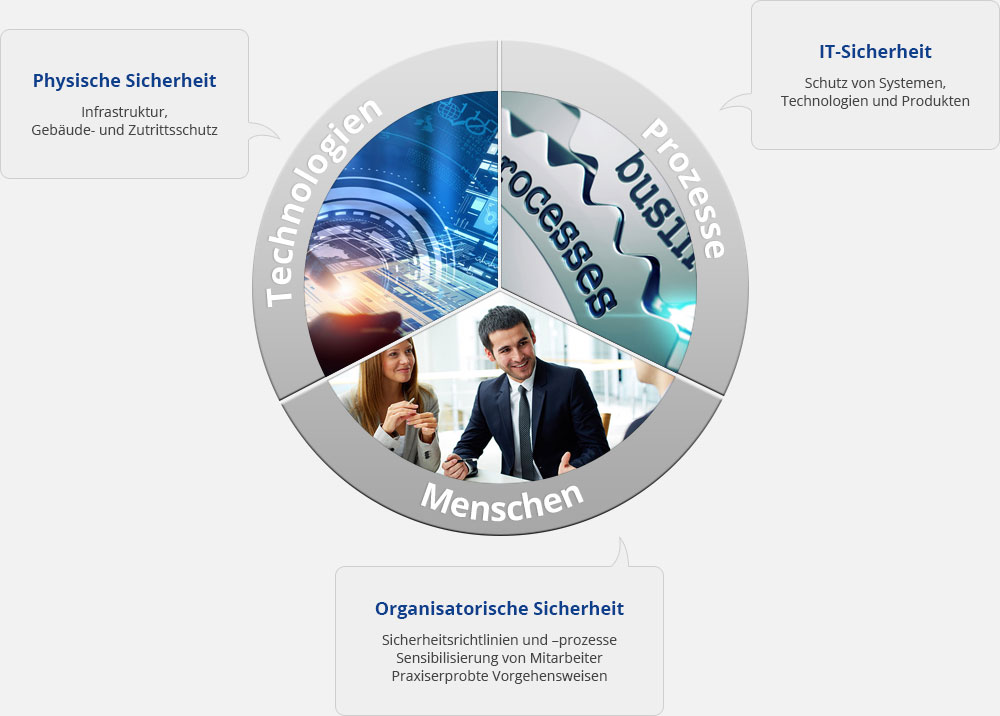 Physische Sicherheit
Infrastruktur,
Gebäude- und Zutrittsschutz
IT-Sicherheit
Schutz von Systemen,
Technologien und Produkten
Technologien
Prozesse
busin
rocesses
Menschen
Organisatorische Sicherheit
Sicherheitsrichtlinien und –prozesse
Sensibilisierung von Mitarbeiter
Praxiserprobte Vorgehensweisen